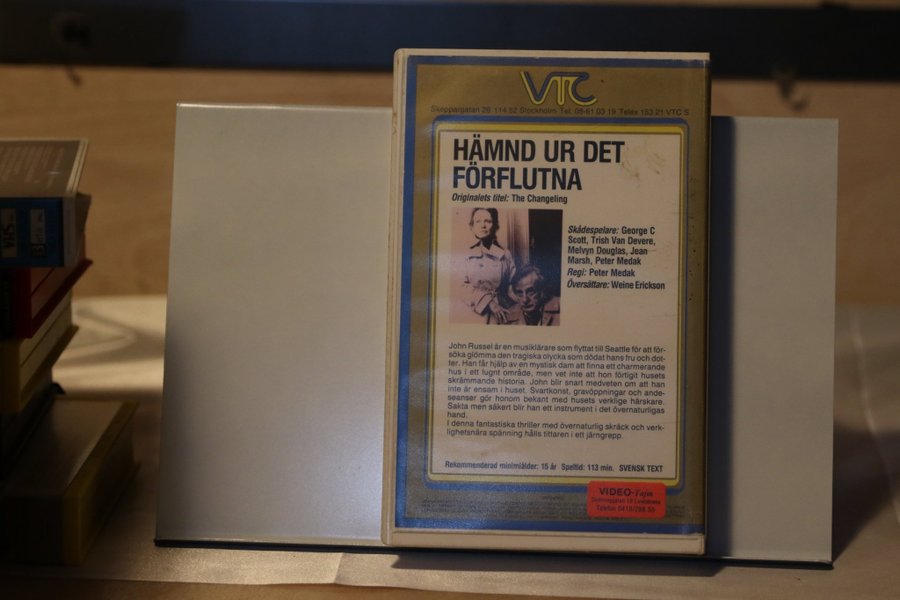 VTC
Skeppargatan 26 114 52 Stockholm Tel. 08-61 03 19 Telex 153 21 VTC S
HÄMND UR DET
FÖRFLUTNA
Originalets titel: The Changeling
Skådespelare: George C
Scott, Trish Van Devere,
Melvyn Douglas, Jean
Marsh, Peter Medak
Regi: Peter Medak
Översättare: Weine Erickson
John Russel är en musiklärare som flyttat till Seattle för att för-
söka glömma den tragiska olycka som dödat hans fru och dot-
ter. Han får hjälp av en mystisk dam att finna ett charmerande
hus i ett lugnt område, men vet inte att hon förtigit husets
skrämmande historia. John blir snart medveten om att han
inte är ensam i huset. Svartkonst, gravöppningar och ande-
seanser gör honom bekant med husets verklige härskare.
Sakta men säkert blir han ett instrument i det övernaturligas
hand.
I denna fantastiska thriller med övernaturlig skräck och verk-
lighetsnära spänning hålls tittaren i ett järngrepp.
Rekommenderad minimiålder: 15 år Speltid: 113 min. SVENSK TEXT
VIDEO-Tajm
Telefon 0418/288 55
VHS